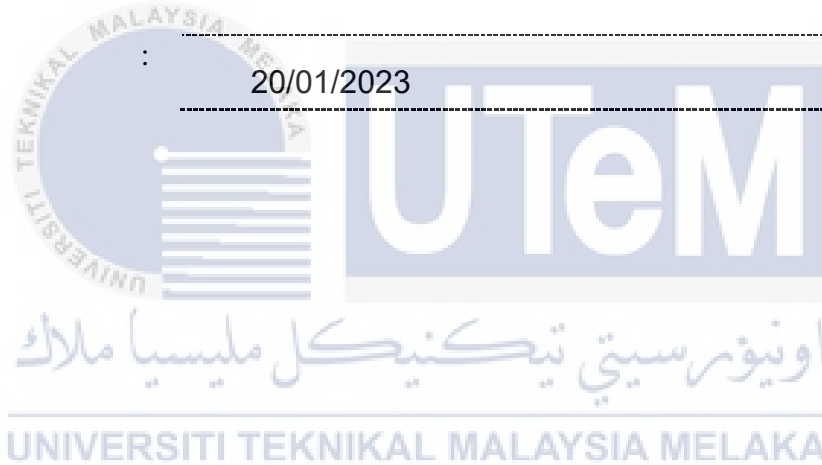 UNIVERSITI TEKNIKAL MALAYSIA MELAKA
:
20/01/2023
UTeM
اونيۏرسيتي تيكنيكل مليسيا ملاك
UNIVERSITI TEKNIKAL MALAYSIA MELAKA